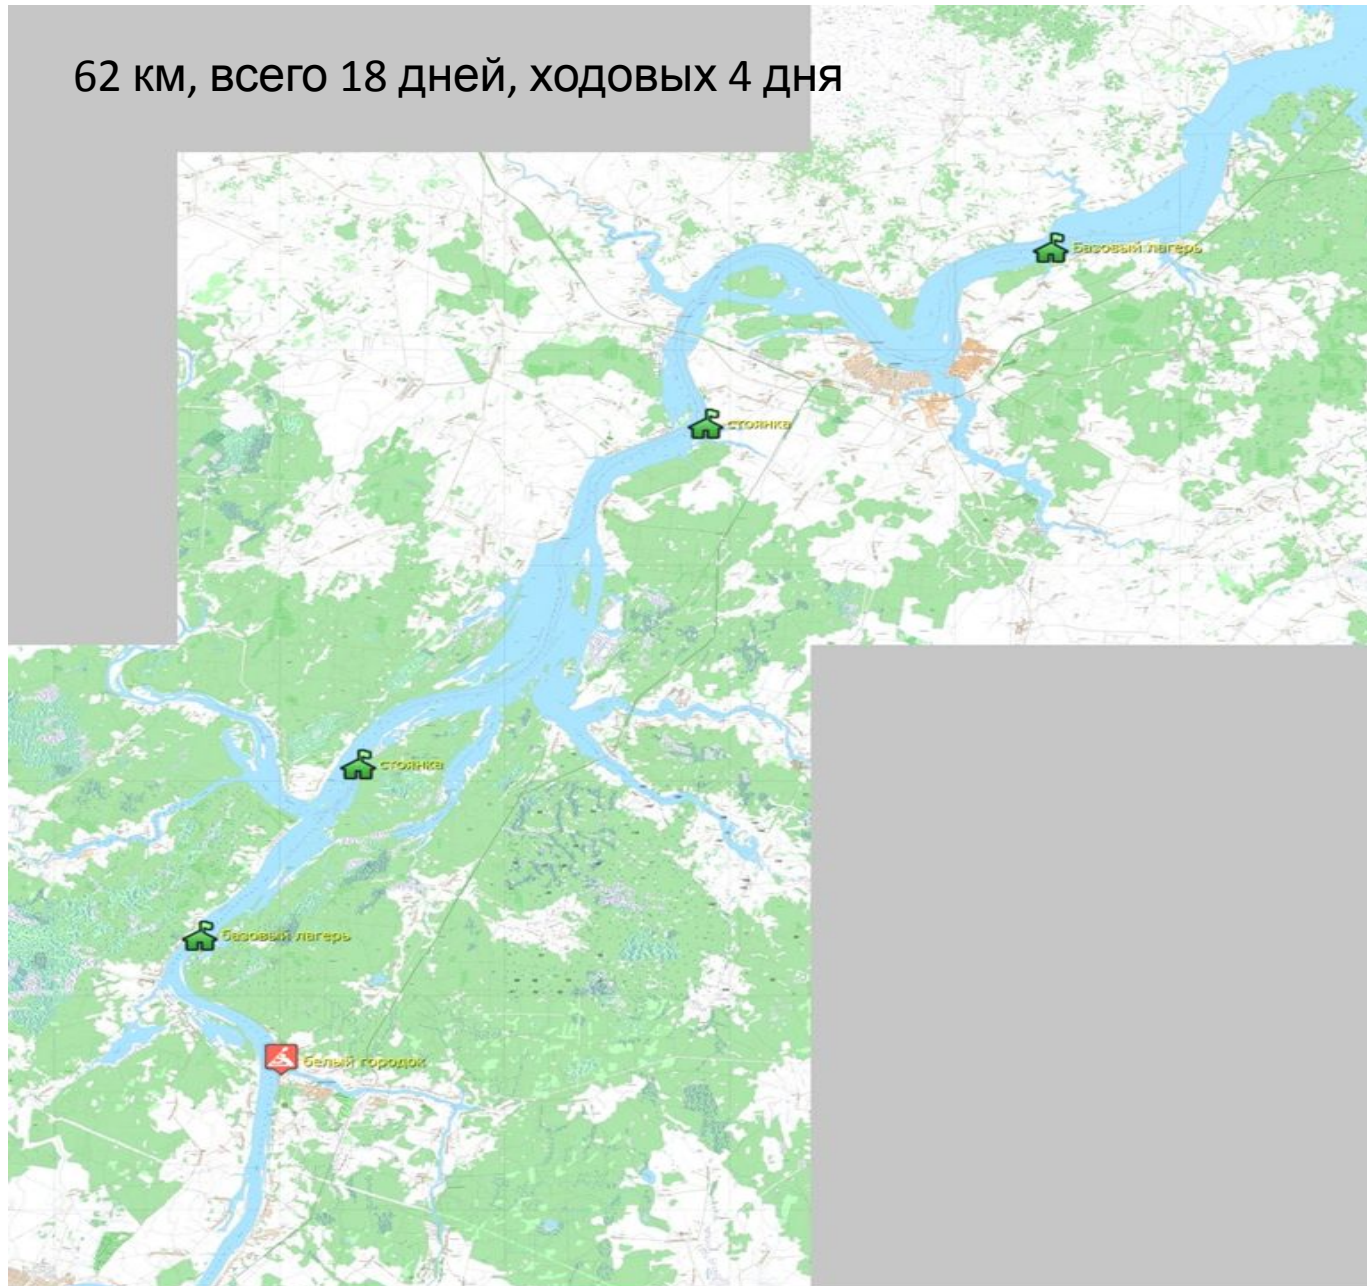 62 км, всего 18 дней, ходовых 4 дня
Базовый лагерь
стоянка
стоянка
базовый лагерь
белый городок